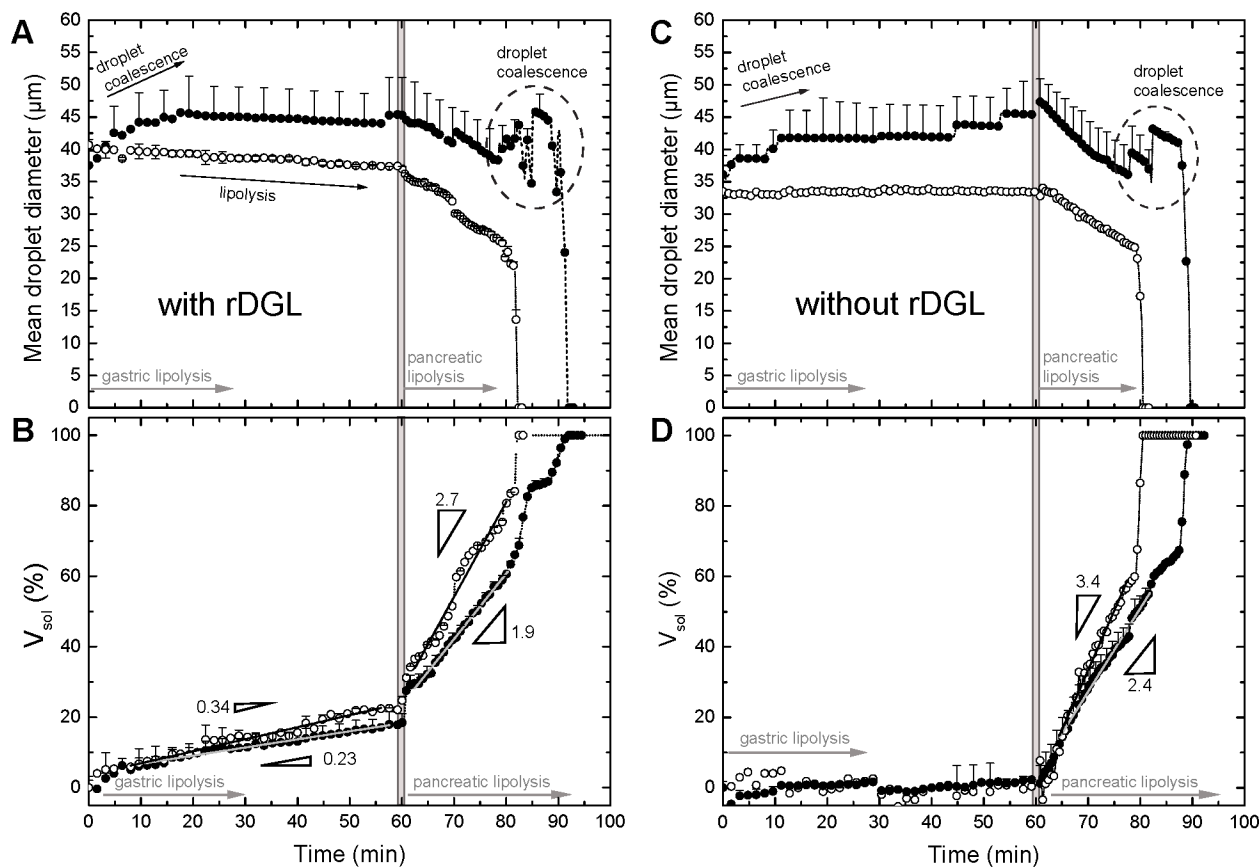 A
Mean droplet diameter (µm)
60
55
50
45
40
35
30
25
20
15
10
5
0
droplet
coalescence
droplet
coalescence
lipolysis
with rDGL
gastric lipolysis
pancreatic
lipolysis
C
Mean droplet diameter (µm)
60
55
50
45
40
35
30
25
20
15
10
5
0
droplet
coalescence
droplet
coalescence
without rDGL
gastric lipolysis
pancreatic
lipolysis
B
Vsol (%)
100
80
60
40
20
0
2.7
1.9
0.34
0.23
gastric lipolysis
pancreatic lipolysis
0 10 20 30 40 50 60 70 80 90 100
Time (min)
D
Vsol (%)
100
80
60
40
20
0
3.4
2.4
gastric lipolysis
pancreatic lipolysis
0 10 20 30 40 50 60 70 80 90 100
Time (min)